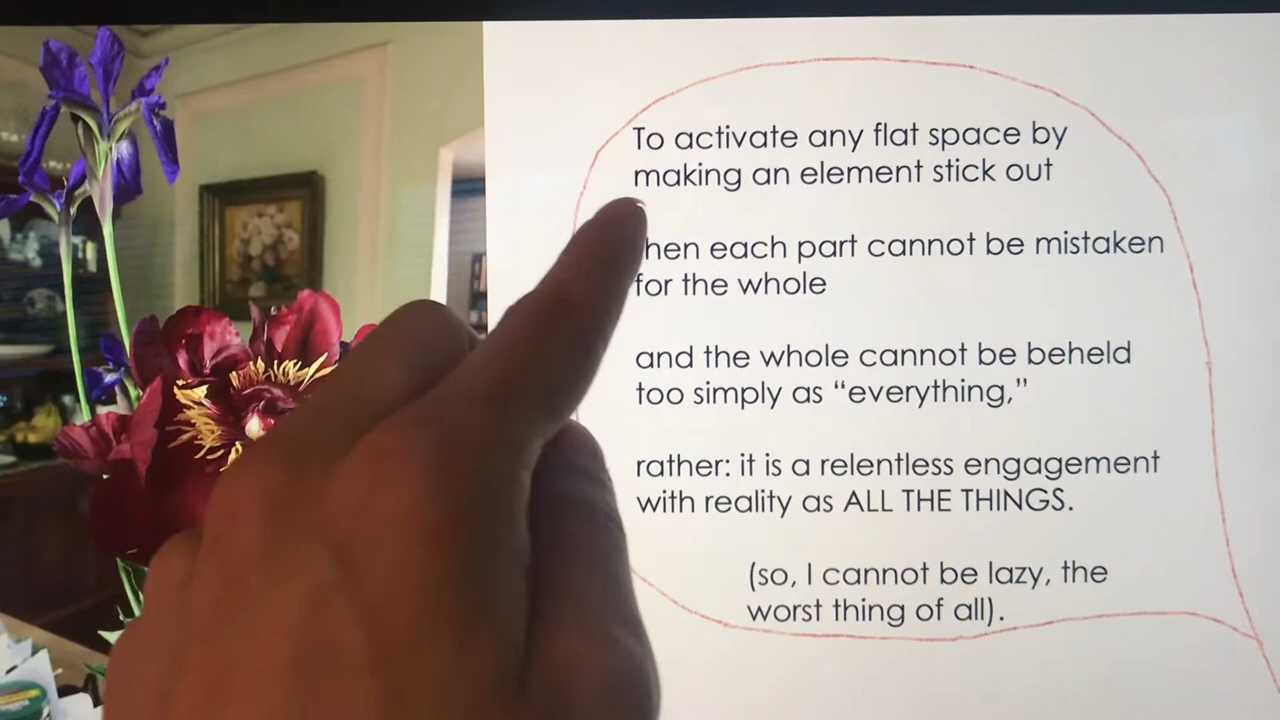 To activate any flat space by
making an element stick out
hen each part cannot be mistaken
for the whole
and the whole cannot be beheld
too simply as “everything,”
rather: it is a relentless engagement
with reality as ALL THE THINGS.
(so, I cannot be lazy, the
worst thing of all).